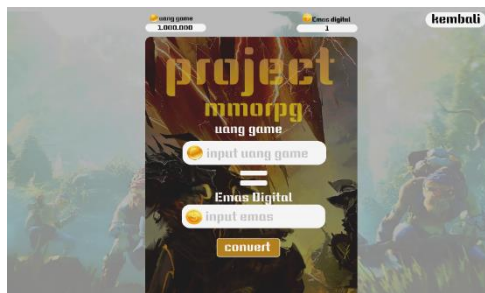 uang game
1.000.000
Emas digital
1
kembali
project
mmorpg
uang game
input uang game
=
Emas Digital
input emas
convert